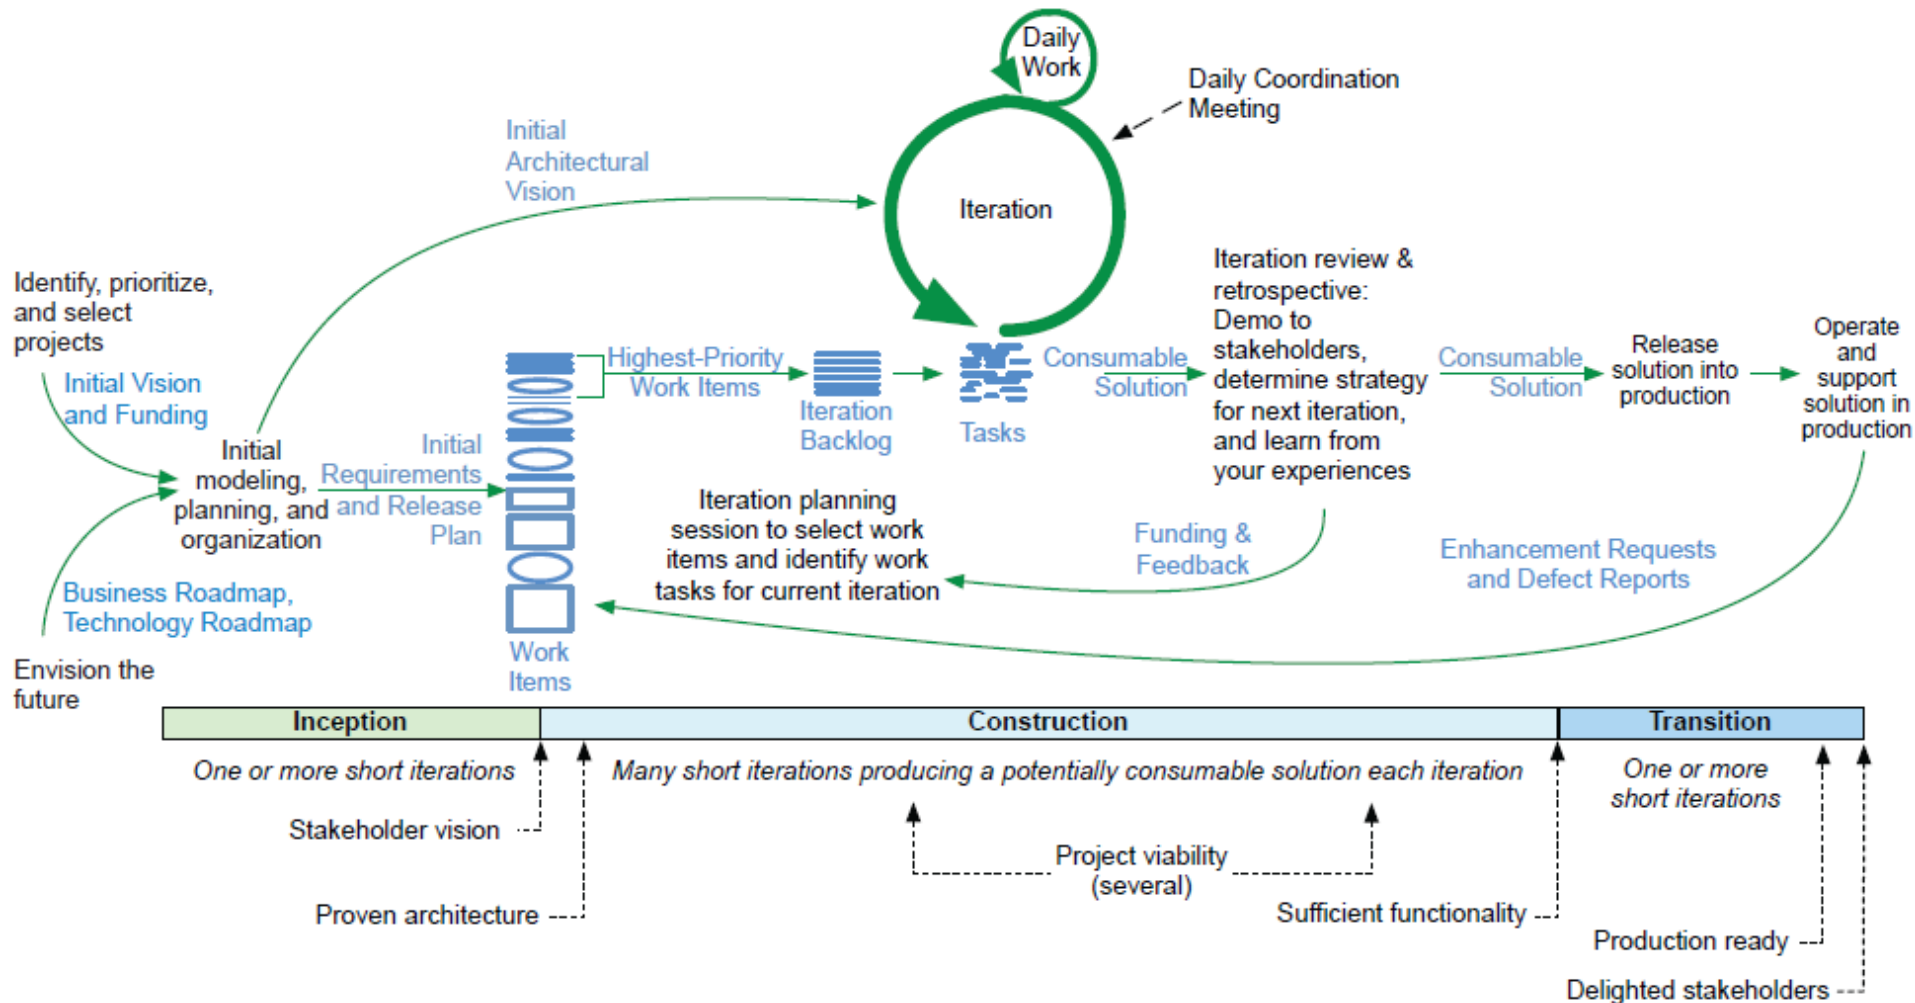 Daily
Work
Daily Coordination
Meeting
Initial
Architectural
Vision
Iteration
Identify, prioritize,
and select
projects
Initial Vision
and Funding
Initial
modeling,
planning, and
organization
Business Roadmap,
Technology Roadmap
Envision the
future
Initial
Requirements
and Release
Plan
Work
Items
Highest-Priority
Work Items
Iteration
Backlog
Tasks
Consumable
Solution
Iteration review &
retrospective:
Demo to
stakeholders,
determine strategy
for next iteration,
and learn from
your experiences
Consumable
Solution
Release
solution into
production
Operate
and
support
solution in
production
Iteration planning
session to select work
items and identify work
tasks for current iteration
Funding &
Feedback
Enhancement Requests
and Defect Reports
Inception
Construction
Transition
One or more short iterations
Many short iterations producing a potentially consumable solution each iteration
One or more
short iterations
Stakeholder vision
Project viability
(several)
Proven architecture
Sufficient functionality
Production ready
Delighted stakeholders